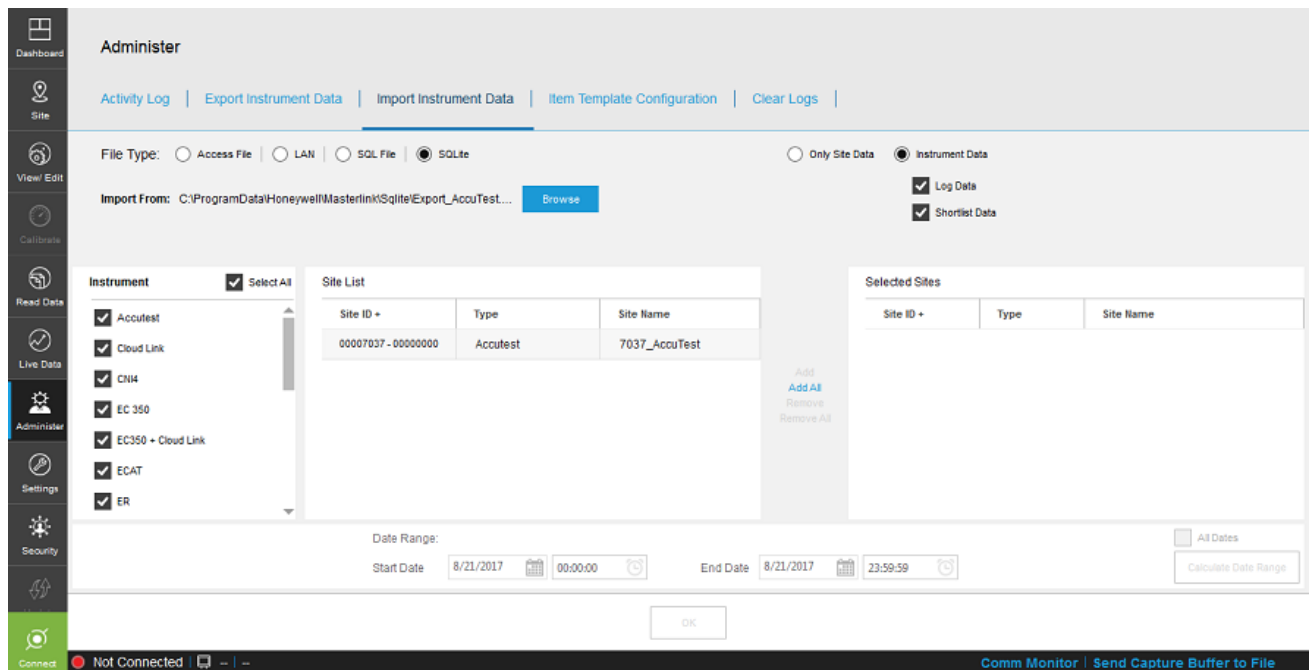 Dashboard
Site
View/ Edit
Calibrate
Read Data
Live Data
Administer
Settings
Security
Connect
Administer
Activity Log | Export Instrument Data | Import Instrument Data | Item Template Configuration | Clear Logs |
File Type: Access File | LAN | SQL File | SQLite
Only Site Data Instrument Data
Log Data
Shortlist Data
Import From: C:\ProgramData\Honeywell\Masterlink\Sqlite\Export_AccuTest.... Browse
Instrument Select All
Accutest
Cloud Link
CNI4
EC 350
EC350 + Cloud Link
ECAT
ER
Site List
Site ID + Type Site Name
00007037 - 00000000 Accutest 7037_AccuTest
Add
Add All
Remove
Remove All
Selected Sites
Site ID + Type Site Name
Date Range:
Start Date 8/21/2017 00:00:00 End Date 8/21/2017 23:59:59
All Dates
Calculate Date Range
OK
Not Connected | -- | --
Comm Monitor | Send Capture Buffer to File